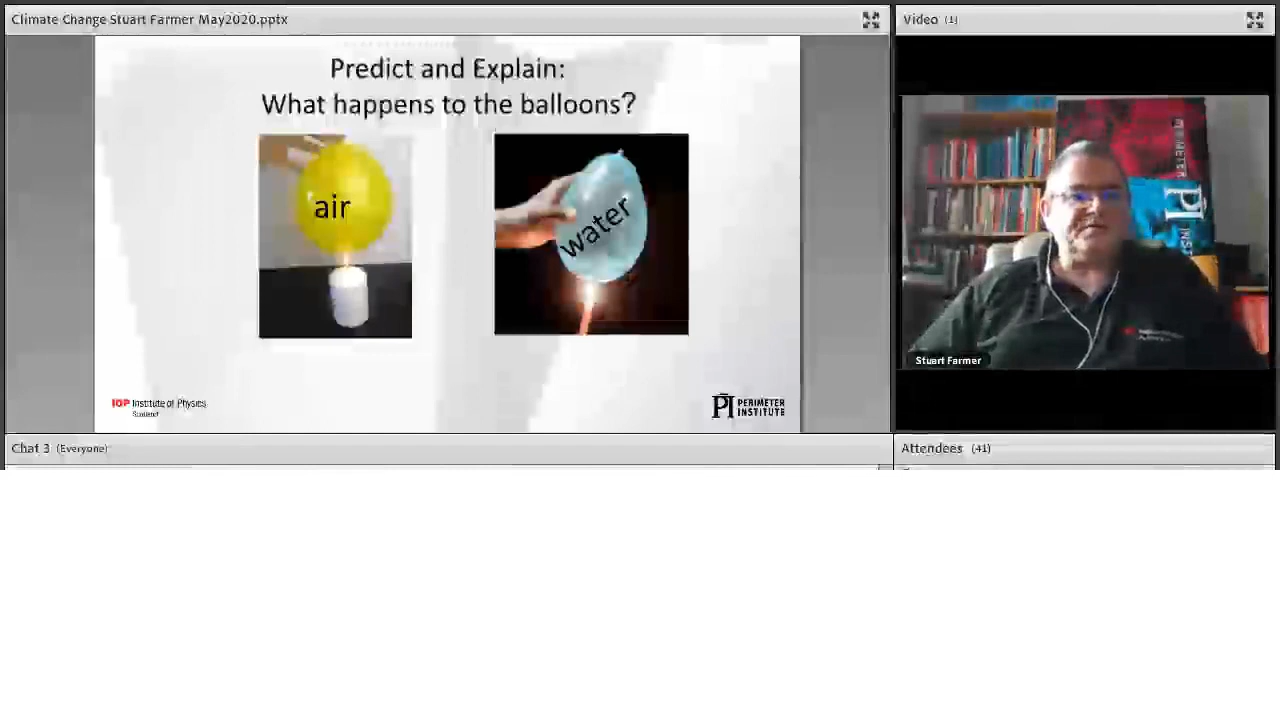 Climate Change Stuart Farmer May2020.pptx
Video (1)
Predict and Explain:
What happens to the balloons?
air
water
PI
Stuart Farmer
IOP Institute of Physics
Scotland
PI PERIMETER
INSTITUTE
Chat 3 (Everyone)
Attendees (41)